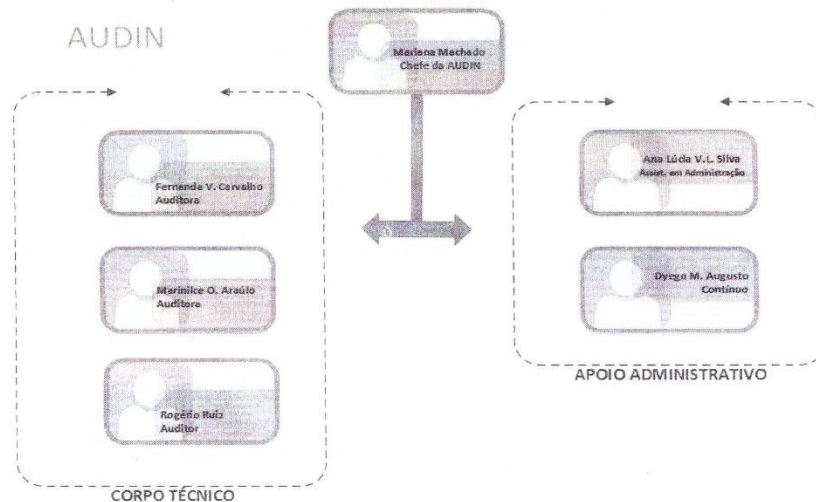 AUDIN
Mariana Machado
Chefe da AUDIN
Fernanda V. Carvalho
Auditora
Marinilce O. Araújo
Auditora
Rogério Ruiz
Auditor
CORPO TÉCNICO
Ana Lúcia V.L. Silva
Assist. em Administração
Dyego M. Augusto
Contínuo
APOIO ADMINISTRATIVO